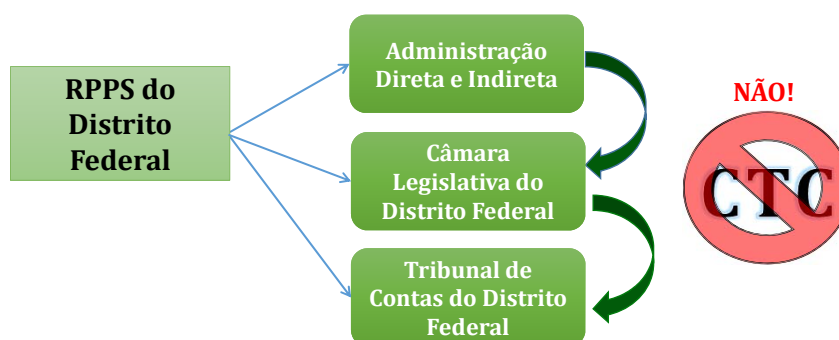 RPPS do
Distrito
Federal
Administração
Direta e Indireta
Câmara
Legislativa do
Distrito Federal
Tribunal de
Contas do Distrito
Federal
NÃO!
CTC